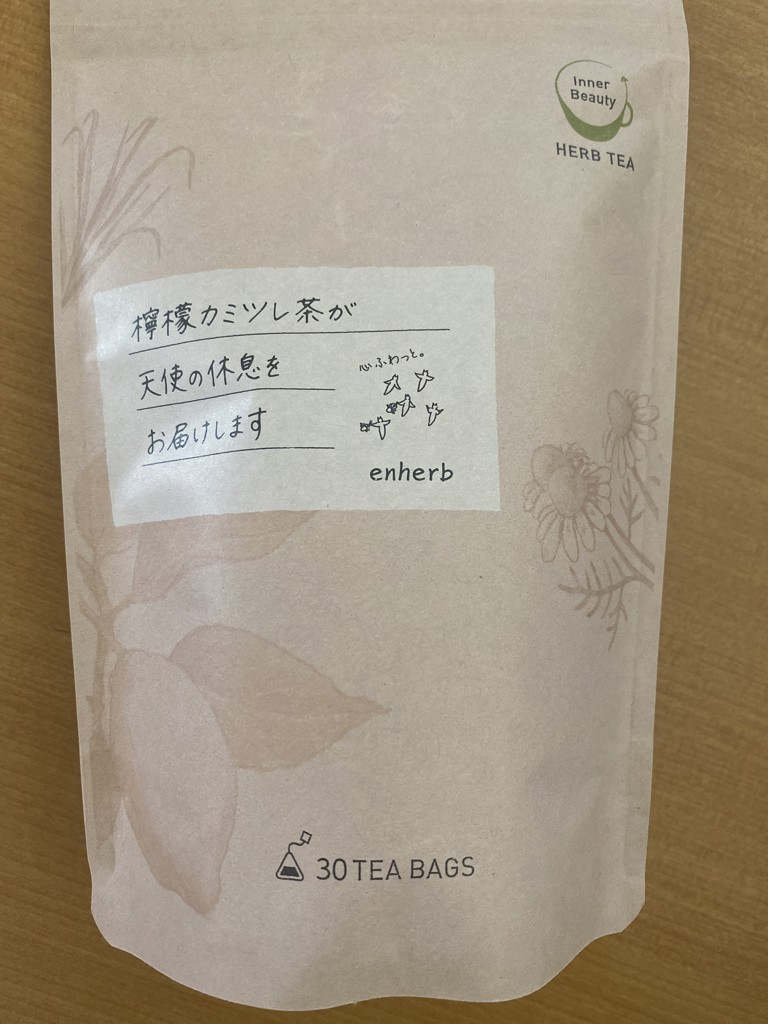 Inner
Beauty
HERB TEA
檸檬カミツレ茶が
天使の休息を
お届けします
心ふわっと。
enherb
30 TEA BAGS